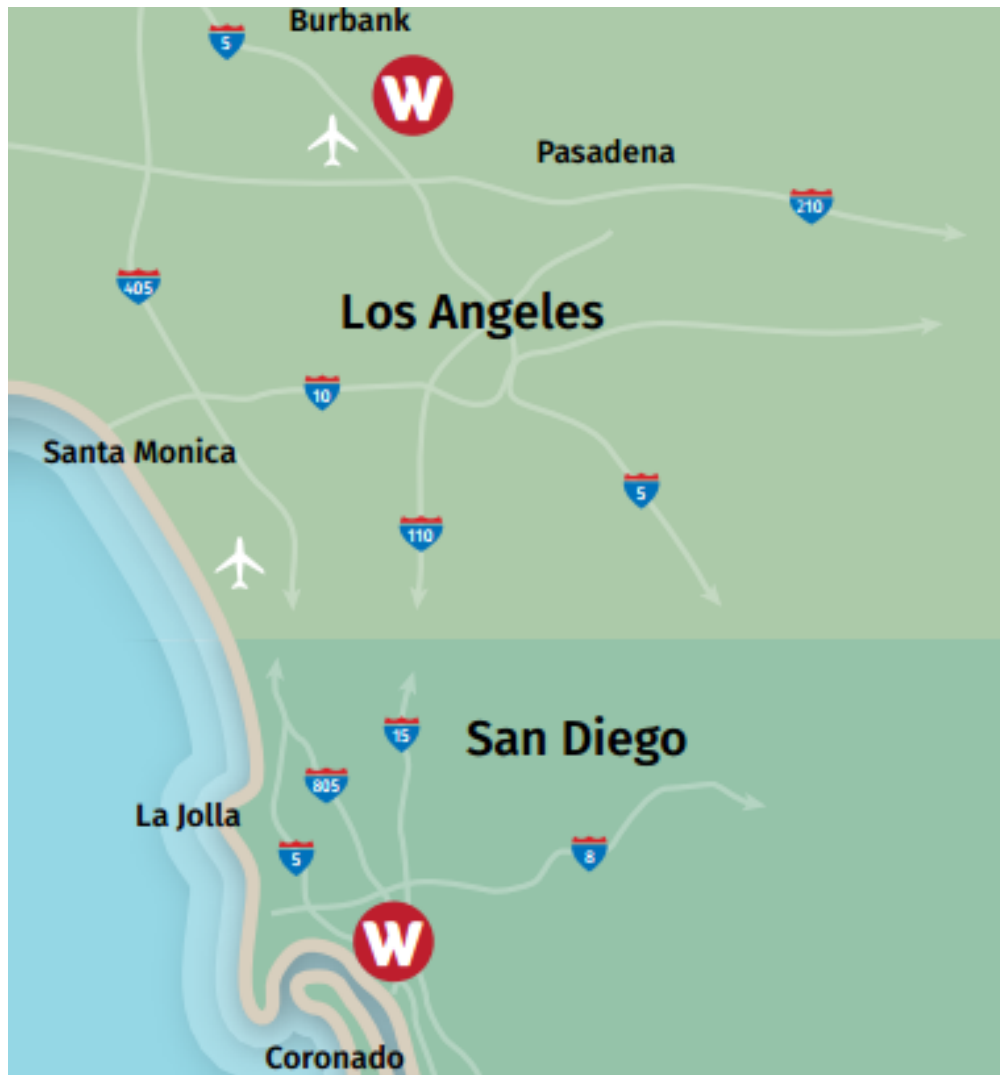 Burbank
5
W
Pasadena
210
405
Los Angeles
10
Santa Monica
5
110
15
San Diego
805
La Jolla
5
8
W
Coronado